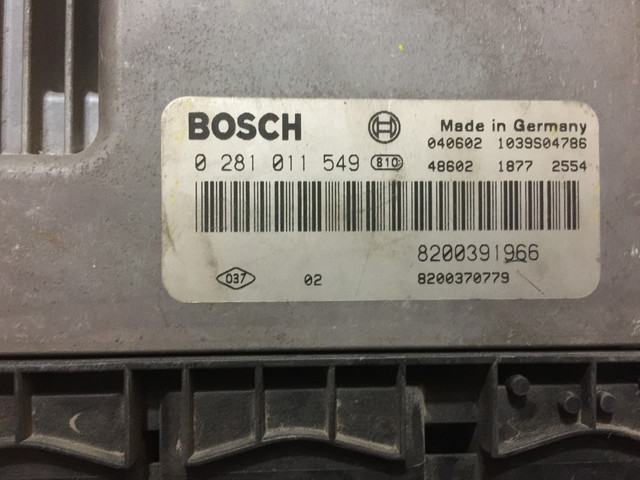 BOSCH
Made in Germany
040602 1039S04786
0 281 011 549 810
48602 1877 2554
8200391966
037 02 8200370779